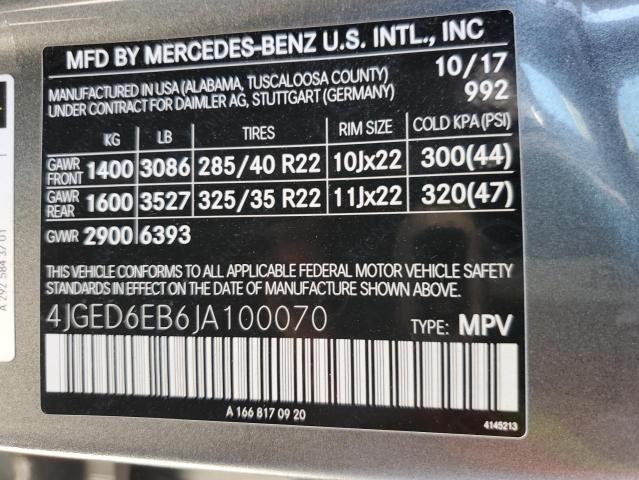 MFD BY MERCEDES-BENZ U.S. INTL., INC
MANUFACTURED IN USA (ALABAMA, TUSCALOOSA COUNTY) 10/17
UNDER CONTRACT FOR DAIMLER AG, STUTTGART (GERMANY) 992
KG LB TIRES RIM SIZE COLD KPA(PSI)
GAWR FRONT 1400 3086 285/40 R22 10Jx22 300(44)
GAWR REAR 1600 3527 325/35 R22 11Jx22 320(47)
GVWR 2900 6393
THIS VEHICLE CONFORMS TO ALL APPLICABLE FEDERAL MOTOR VEHICLE SAFETY
STANDARDS IN EFFECT ON THE DATE OF MANUFACTURE SHOWN ABOVE.
4JGED6EB6JA100070 TYPE: MPV
A 166 817 09 20
4145213
A 292 584 37 01